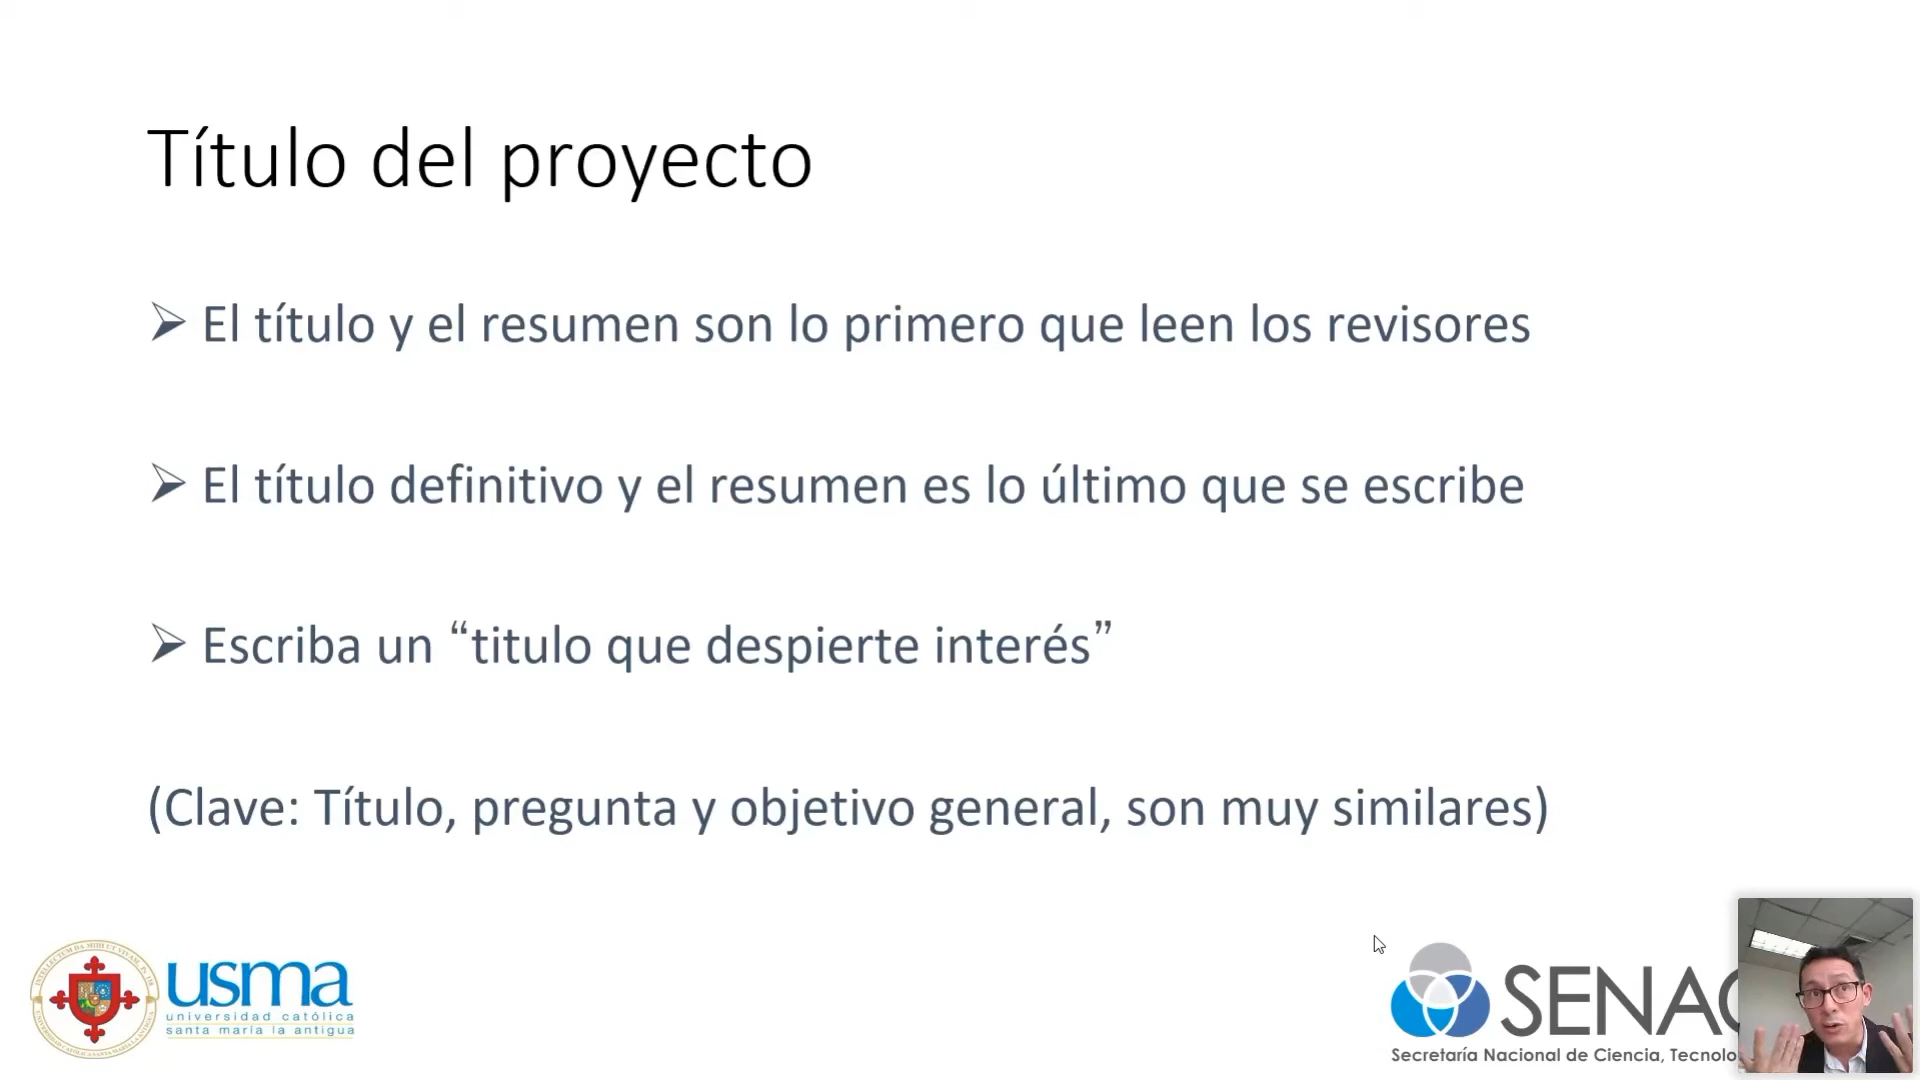 Título del proyecto
➢ El título y el resumen son lo primero que leen los revisores
➢ El título definitivo y el resumen es lo último que se escribe
➢ Escriba un “titulo que despierte interés”
(Clave: Título, pregunta y objetivo general, son muy similares)
usma
universidad católica
santa maría la antigua
SENAC
Secretaría Nacional de Ciencia,